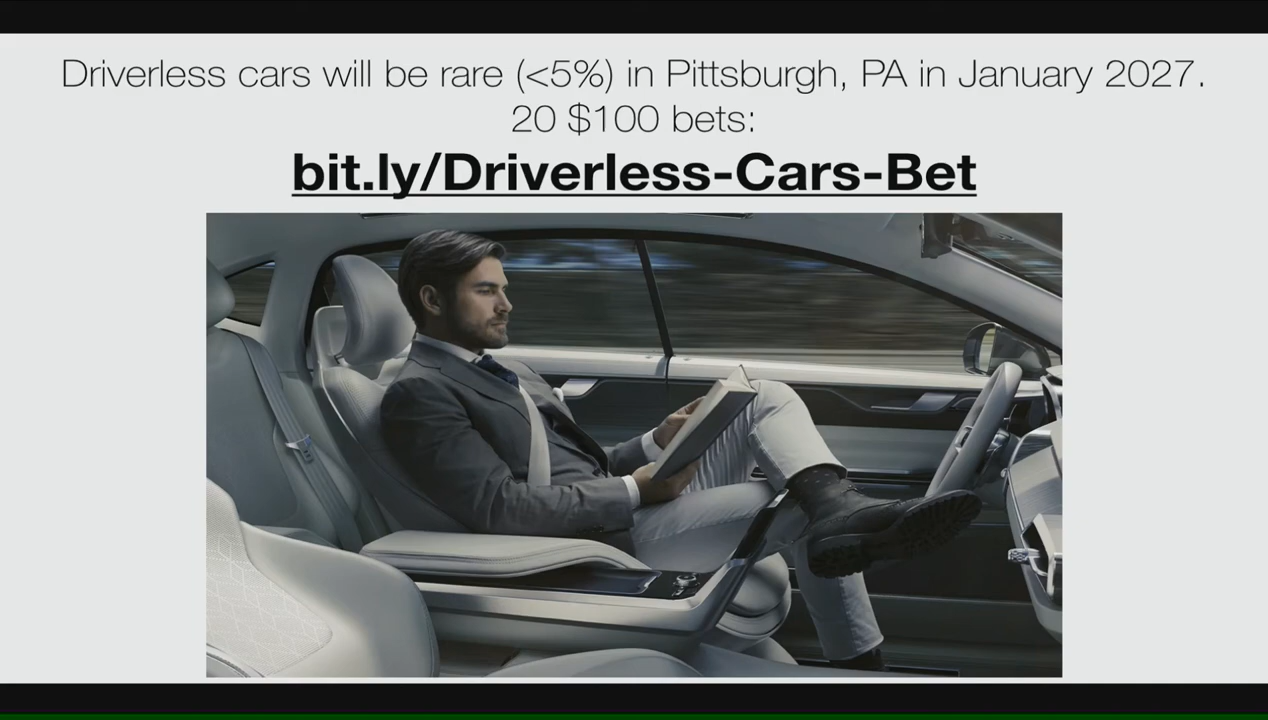 Driverless cars will be rare (<5%) in Pittsburgh, PA in January 2027.
20 $100 bets:
bit.ly/Driverless-Cars-Bet